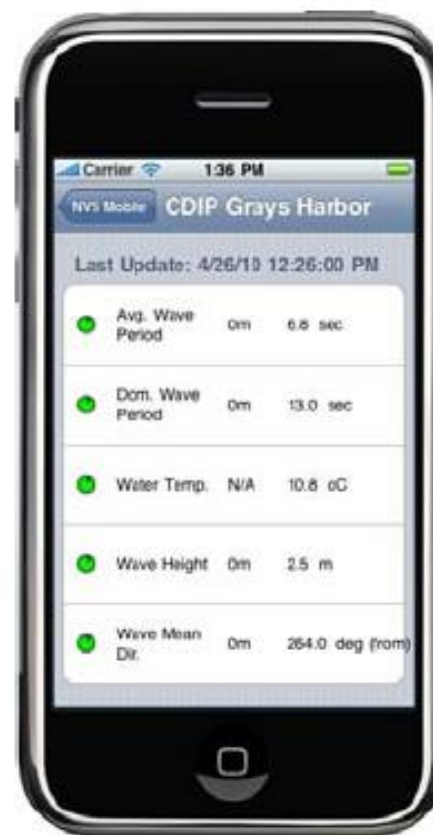 Carrier 1:36 PM
NVS Mobile CDIP Grays Harbor
Last Update: 4/26/10 12:26:00 PM
Avg. Wave
Period 0m 6.8 sec
Dom. Wave
Period 0m 13.0 sec
Water Temp. N/A 10.8 oC
Wave Height 0m 2.5 m
Wave Mean
Dir. 0m 264.0 deg (from)